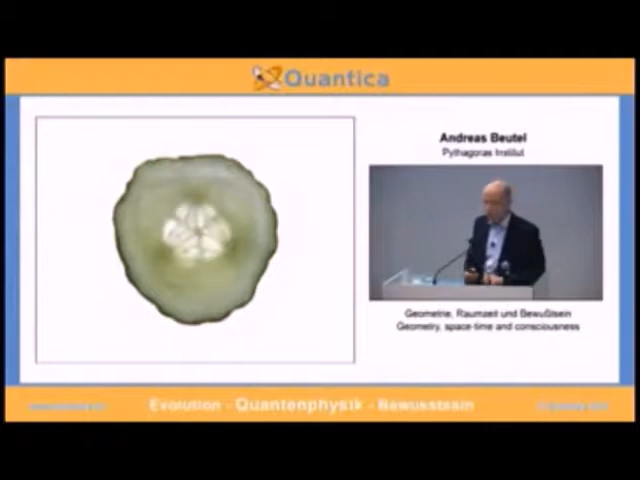 Quantica
Andreas Beutel
Pythagoras Institut
Geometrie, Raumzeit und Bewußtsein
Geometry, space-time and consciousness
Evolution - Quantenphysik - Bewusstsein